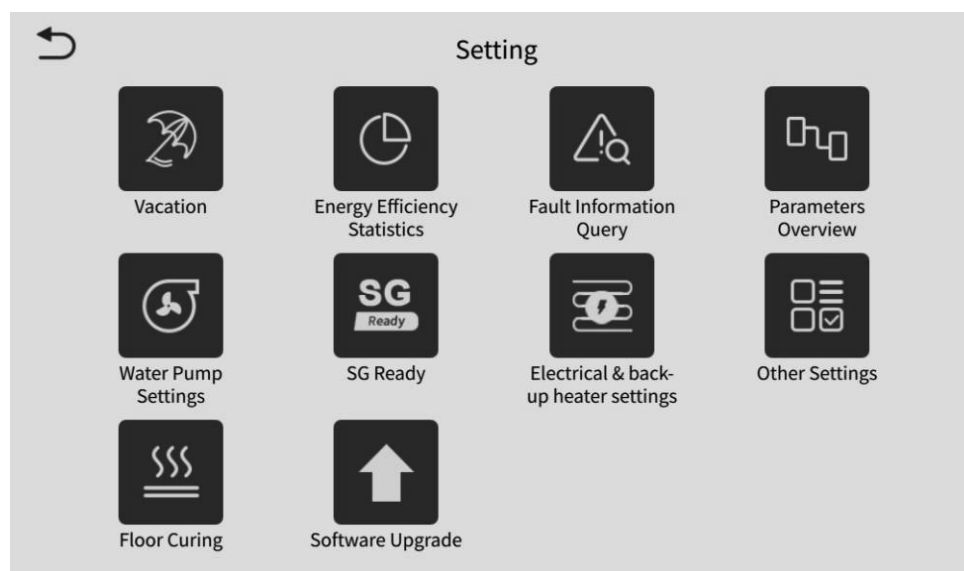 Setting
Vacation
Energy Efficiency
Statistics
Fault Information
Query
Parameters
Overview
Water Pump
Settings
SG
Ready
SG Ready
Electrical & back-
up heater settings
Other Settings
Floor Curing
Software Upgrade